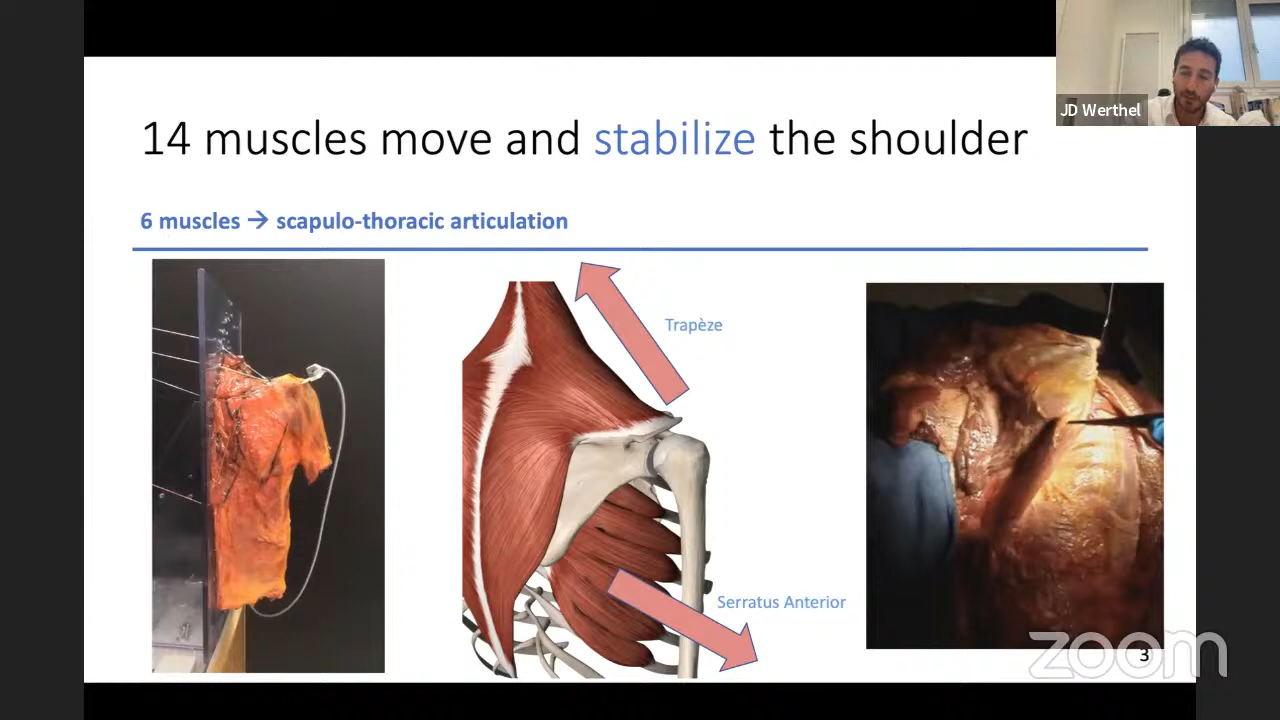 JD Werthel
14 muscles move and stabilize the shoulder
6 muscles → scapulo-thoracic articulation
Trapèze
Serratus Anterior
zoom
3